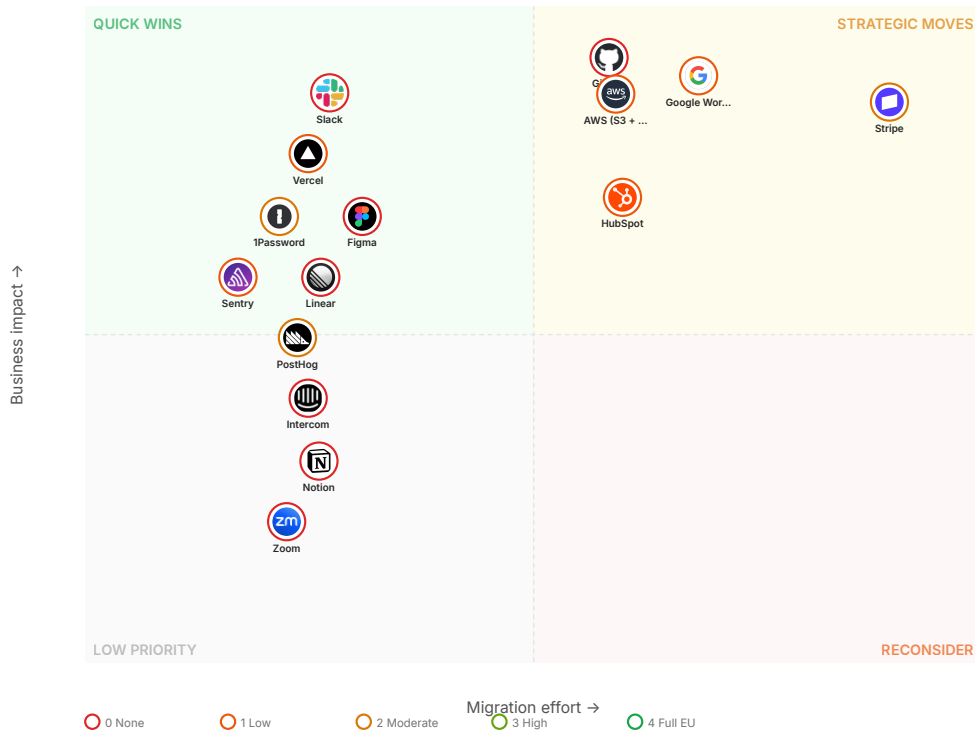 QUICK WINS
STRATEGIC MOVES
Slack
aws
AWS (S3 + ...
Google Wor...
Stripe
Vercel
1Password
Figma
HubSpot
Sentry
Linear
Business impact →
PostHog
Intercom
N
Notion
zm
Zoom
LOW PRIORITY
RECONSIDER
Migration effort →
0 None
1 Low
2 Moderate
3 High
4 Full EU